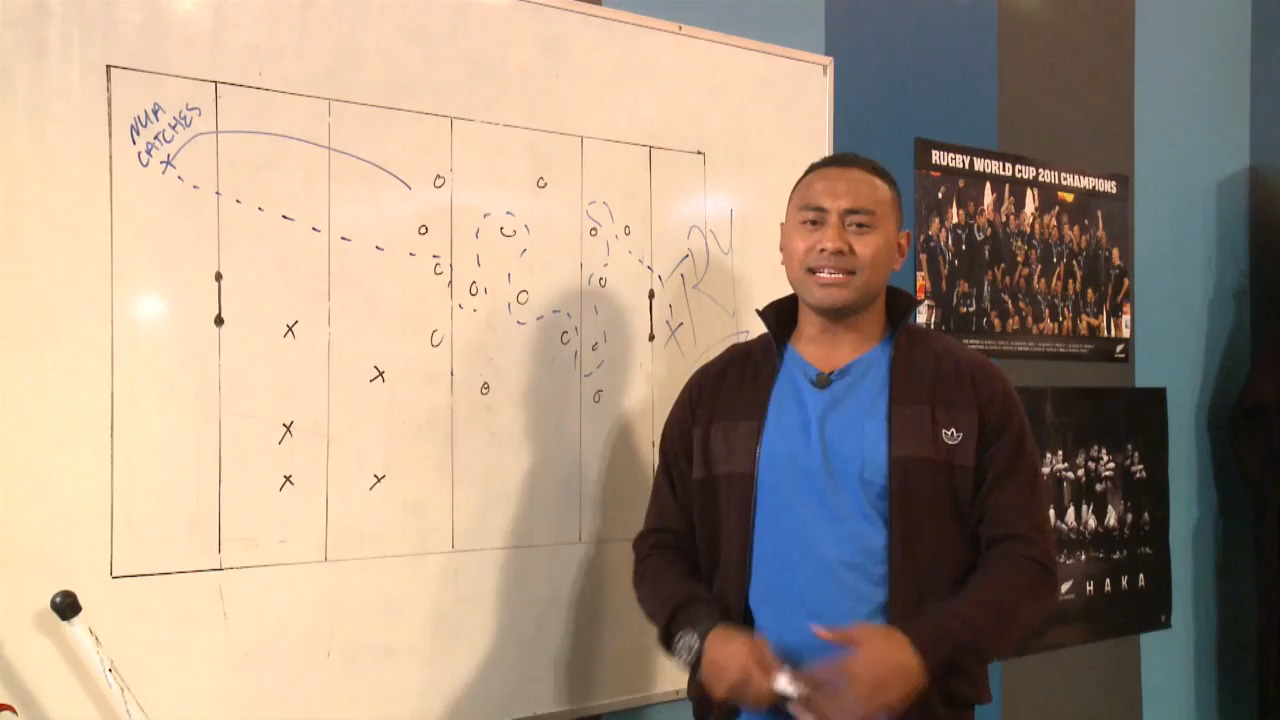 NUA
CATCHES
TRY
RUGBY WORLD CUP 2011 CHAMPIONS
HAKA